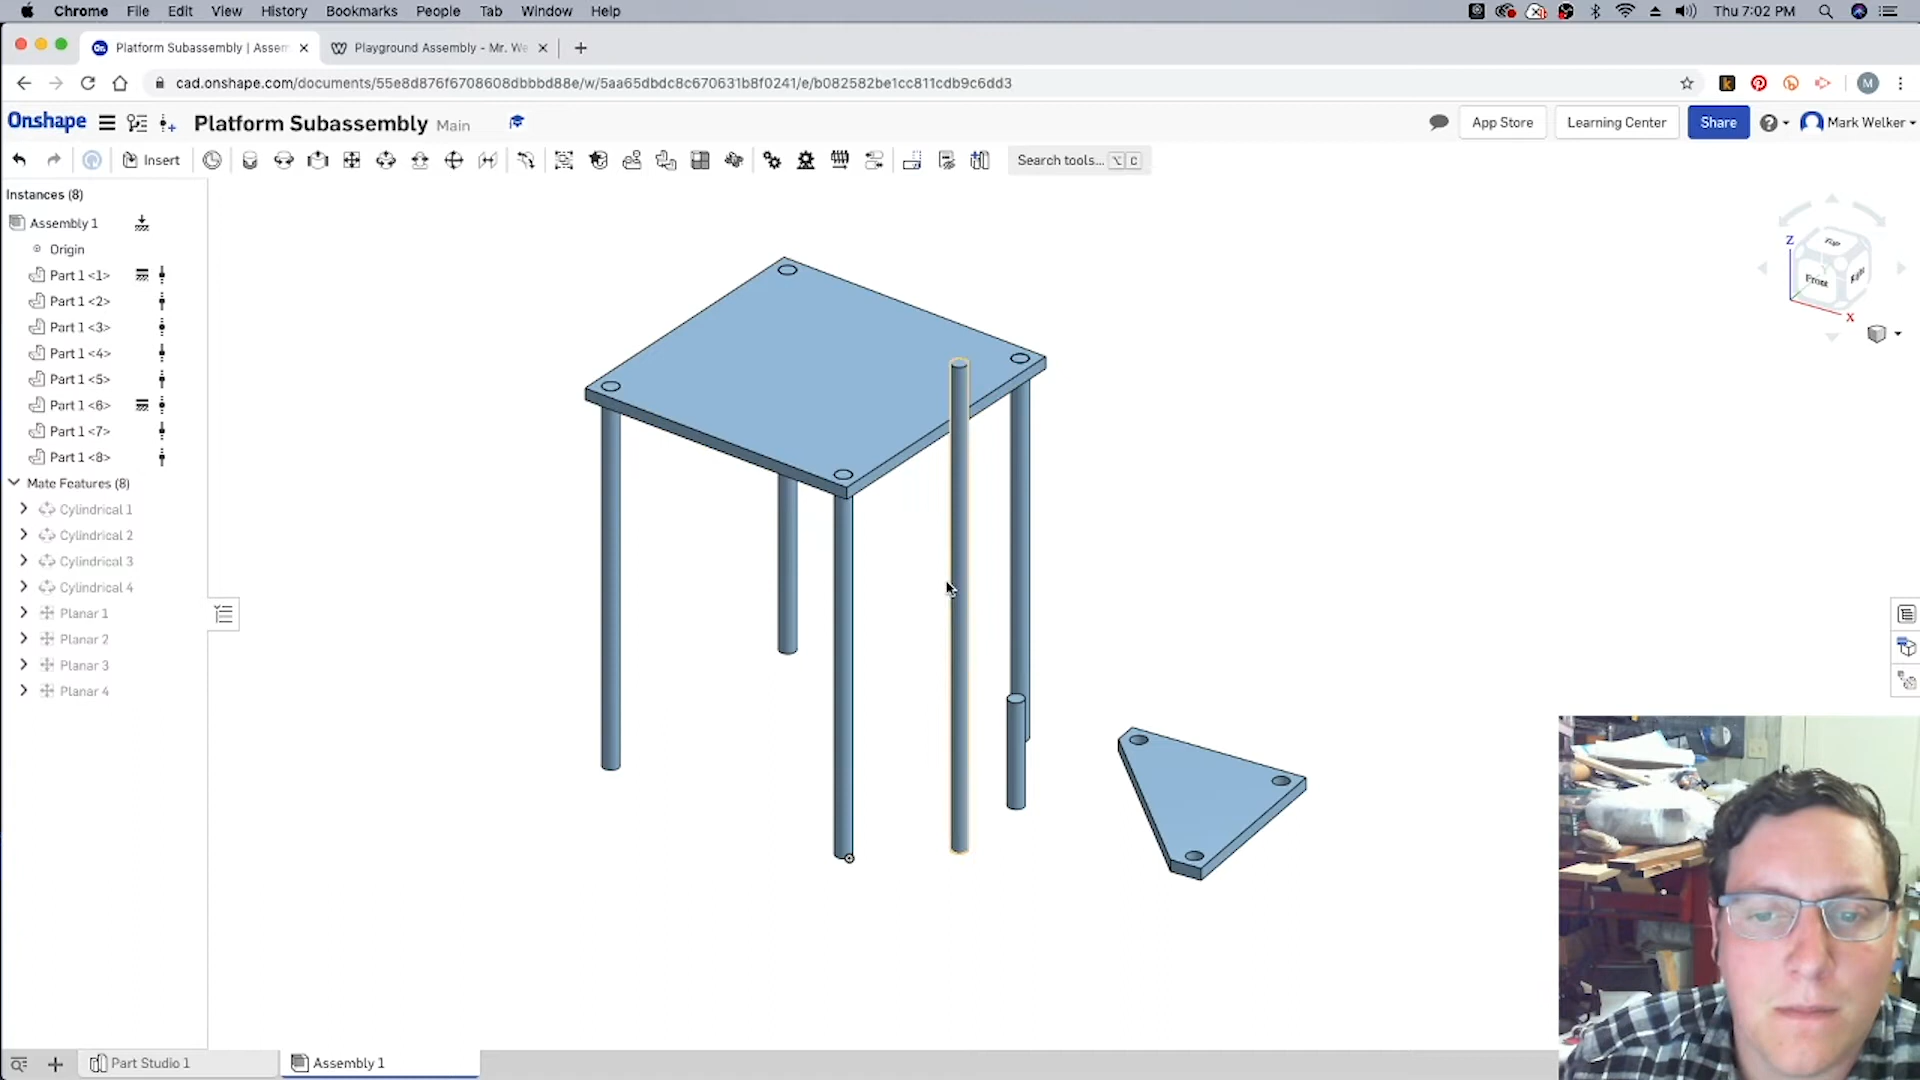 Chrome File Edit View History Bookmarks People Tab Window Help Thu 7:02 PM
Platform Subassembly | Assem
Playground Assembly - Mr. We
cad.onshape.com/documents/55e8d876f6708608dbbbd88e/w/5aa65dbdc8c670631b8f0241/e/b082582be1cc811cdb9c6dd3
M
Onshape Platform Subassembly Main App Store Learning Center Share Mark Welker
Insert Search tools... ⌥ C
Instances (8)
Assembly 1
Origin
Part 1 <1>
Part 1 <2>
Part 1 <3>
Part 1 <4>
Part 1 <5>
Part 1 <6>
Part 1 <7>
Part 1 <8>
Mate Features (8)
Cylindrical 1
Cylindrical 2
Cylindrical 3
Cylindrical 4
Planar 1
Planar 2
Planar 3
Planar 4
Z
Top
Front
Right
X
Part Studio 1
Assembly 1